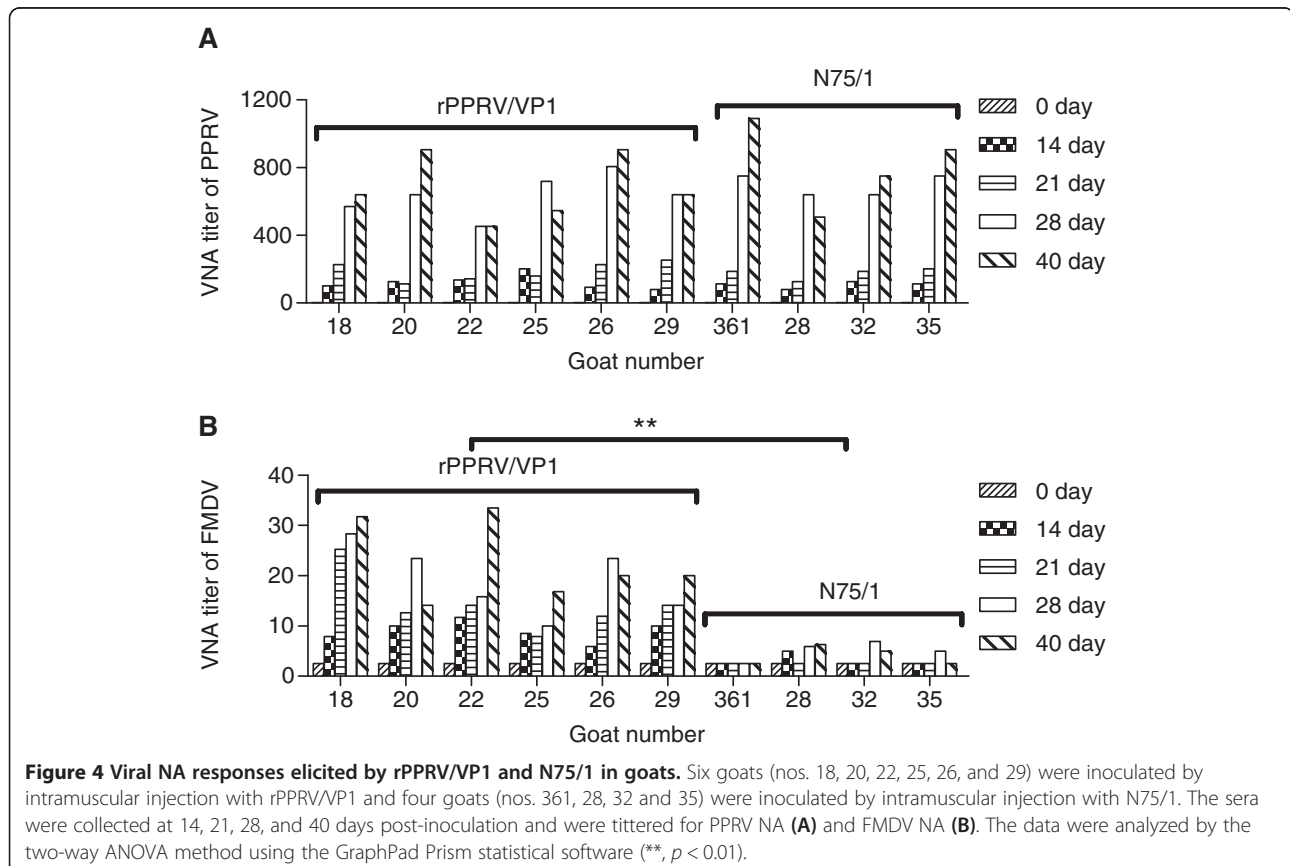 A
VNA titer of PPRV
1200
800
400
0
rPPRV/VP1
N75/1
0 day
14 day
21 day
28 day
40 day
18 20 22 25 26 29 361 28 32 35
Goat number
B
**
VNA titer of FMDV
40
30
20
10
0
rPPRV/VP1
N75/1
0 day
14 day
21 day
28 day
40 day
18 20 22 25 26 29 361 28 32 35
Goat number
Figure 4 Viral NA responses elicited by rPPRV/VP1 and N75/1 in goats. Six goats (nos. 18, 20, 22, 25, 26, and 29) were inoculated by
intramuscular injection with rPPRV/VP1 and four goats (nos. 361, 28, 32 and 35) were inoculated by intramuscular injection with N75/1. The sera
were collected at 14, 21, 28, and 40 days post-inoculation and were tittered for PPRV NA (A) and FMDV NA (B). The data were analyzed by the
two-way ANOVA method using the GraphPad Prism statistical software (**, p < 0.01).